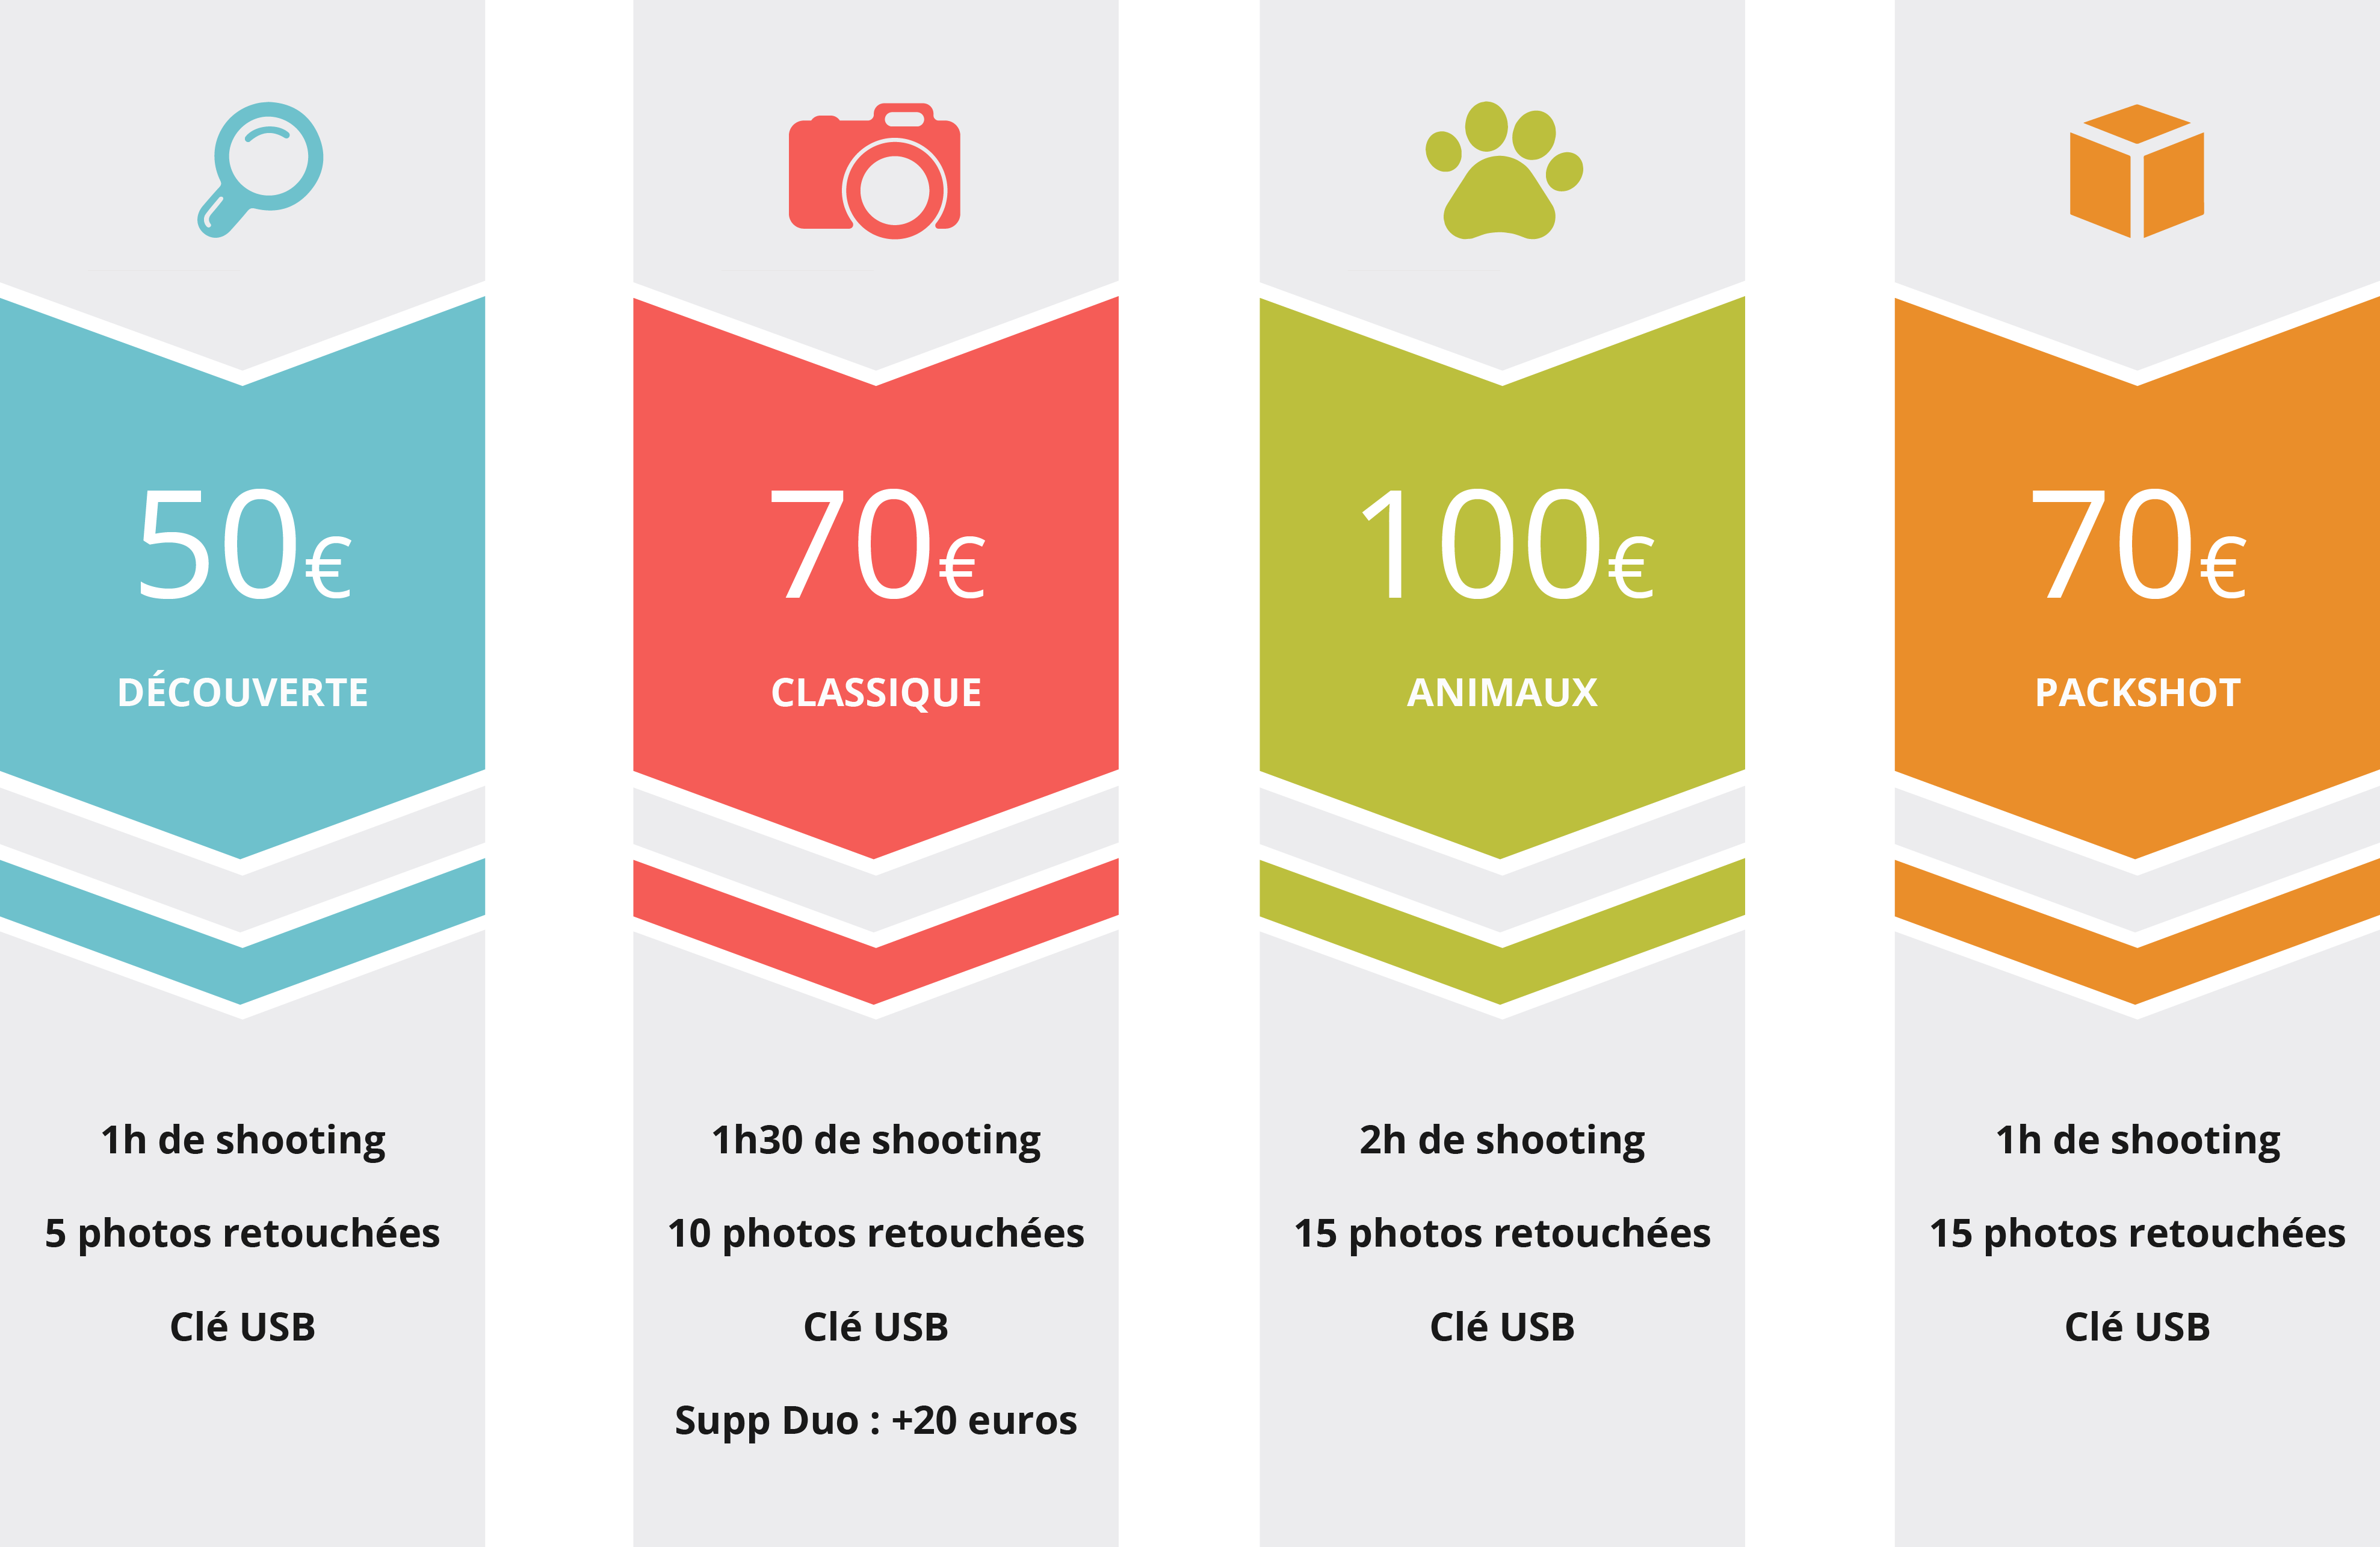 50€
DÉCOUVERTE
1h de shooting
5 photos retouchées
Clé USB
70€
CLASSIQUE
1h30 de shooting
10 photos retouchées
Clé USB
Supp Duo : +20 euros
100€
ANIMAUX
2h de shooting
15 photos retouchées
Clé USB
70€
PACKSHOT
1h de shooting
15 photos retouchées
Clé USB